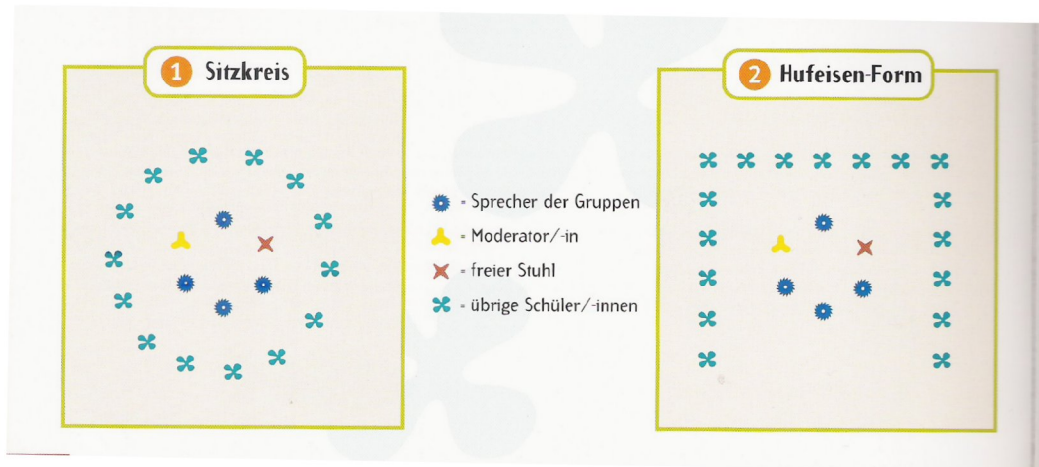 1 Sitzkreis
2 Hufeisen-Form
- Sprecher der Gruppen
- Moderator/-in
- freier Stuhl
- übrige Schüler/-innen